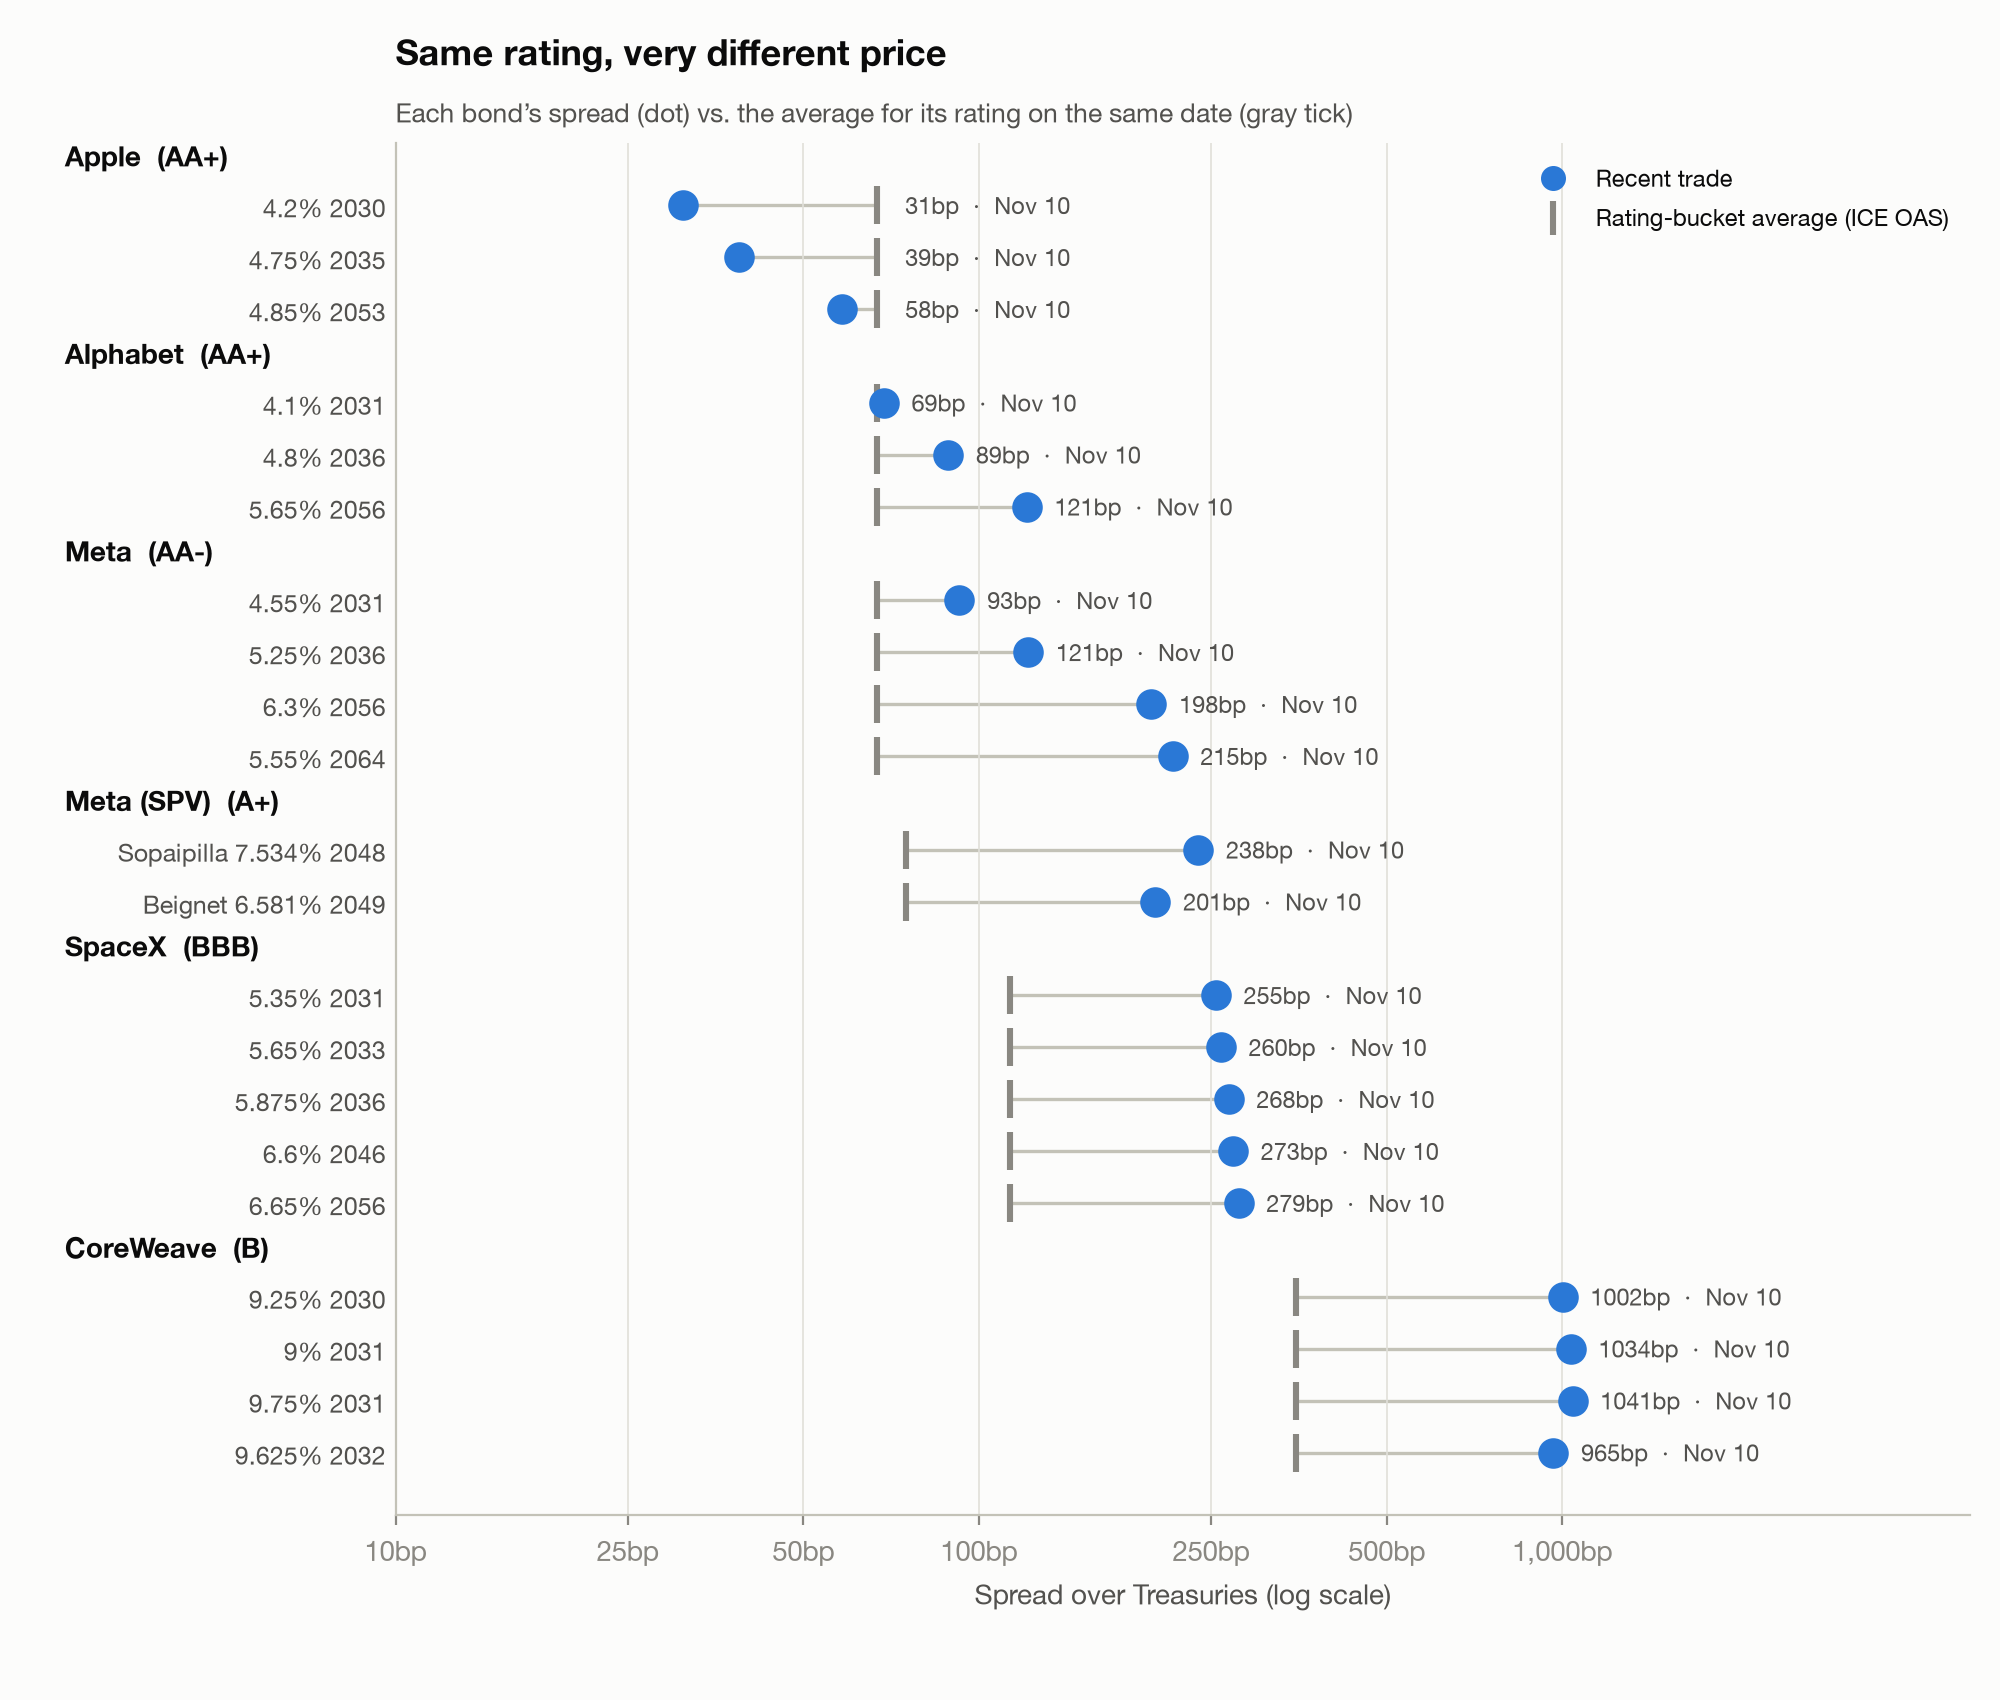 Same rating, very different price
Each bond’s spread (dot) vs. the average for its rating on the same date (gray tick)
Recent trade
Rating-bucket average (ICE OAS)
Apple (AA+)
4.2% 2030 31bp · Nov 10
4.75% 2035 39bp · Nov 10
4.85% 2053 58bp · Nov 10
Alphabet (AA+)
4.1% 2031 69bp · Nov 10
4.8% 2036 89bp · Nov 10
5.65% 2056 121bp · Nov 10
Meta (AA-)
4.55% 2031 93bp · Nov 10
5.25% 2036 121bp · Nov 10
6.3% 2056 198bp · Nov 10
5.55% 2064 215bp · Nov 10
Meta (SPV) (A+)
Sopaipilla 7.534% 2048 238bp · Nov 10
Beignet 6.581% 2049 201bp · Nov 10
SpaceX (BBB)
5.35% 2031 255bp · Nov 10
5.65% 2033 260bp · Nov 10
5.875% 2036 268bp · Nov 10
6.6% 2046 273bp · Nov 10
6.65% 2056 279bp · Nov 10
CoreWeave (B)
9.25% 2030 1002bp · Nov 10
9% 2031 1034bp · Nov 10
9.75% 2031 1041bp · Nov 10
9.625% 2032 965bp · Nov 10
10bp 25bp 50bp 100bp 250bp 500bp 1,000bp
Spread over Treasuries (log scale)